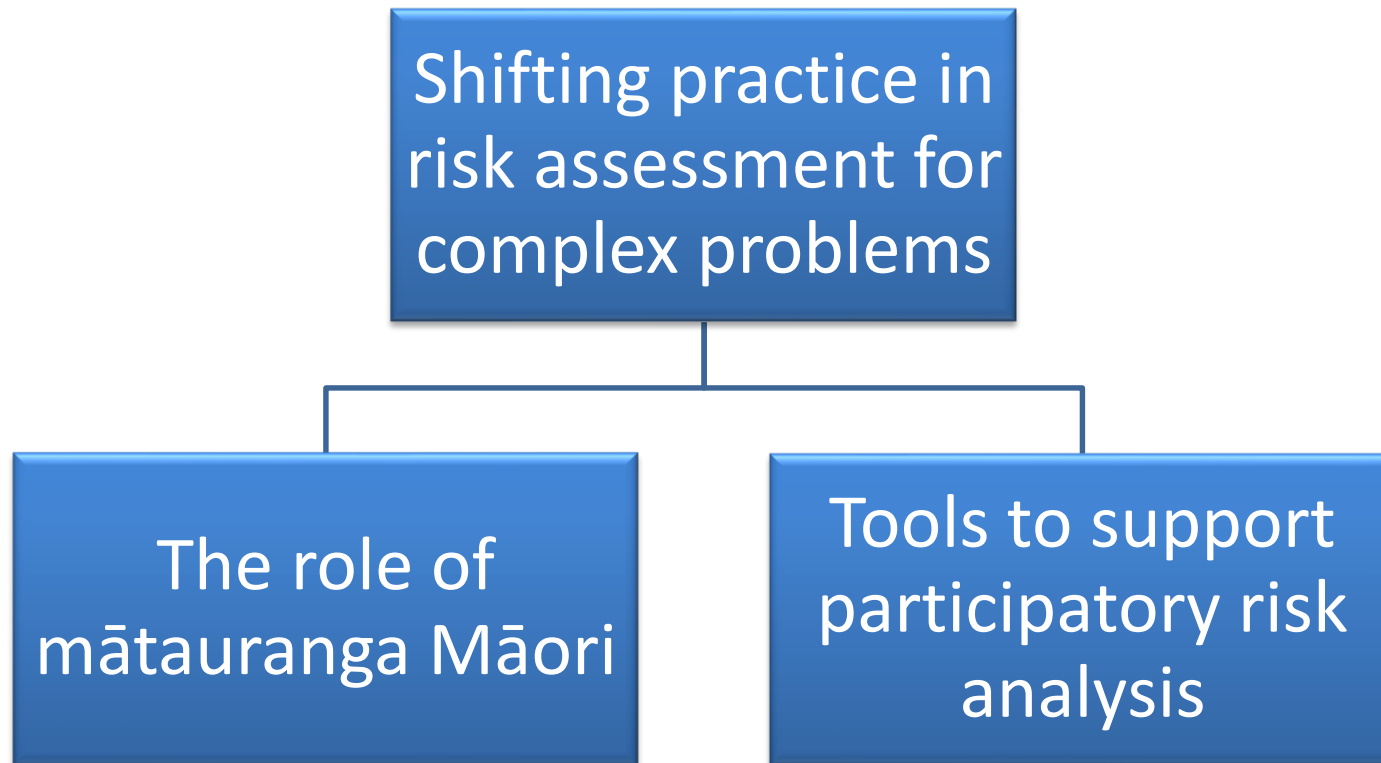 Shifting practice in
risk assessment for
complex problems
The role of
mātauranga Māori
Tools to support
participatory risk
analysis